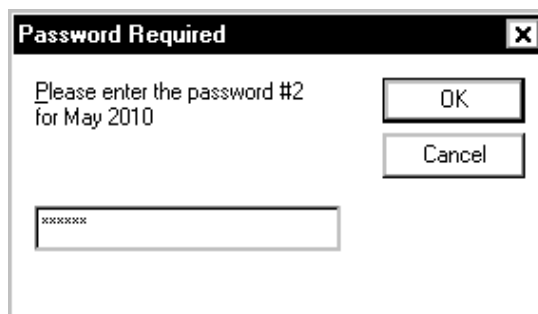 Password Required
Please enter the password #2
for May 2010
OK
Cancel
××××××